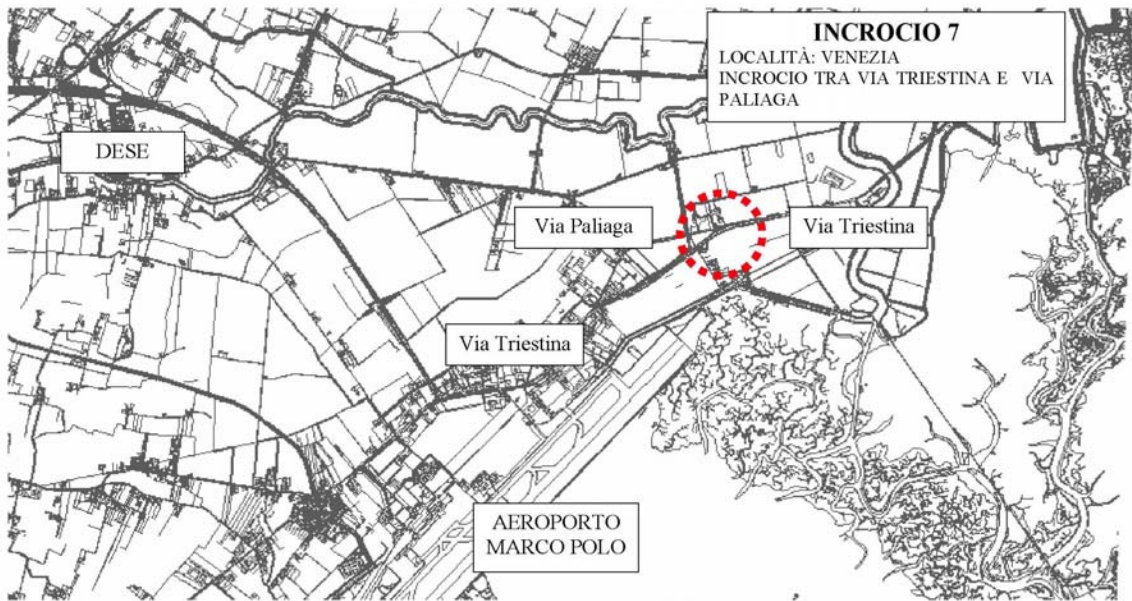 INCROCIO 7
LOCALITÀ: VENEZIA
INCROCIO TRA VIA TRIESTINA E VIA
PALIAGA
DESE
Via Paliaga
Via Triestina
Via Triestina
AEROPORTO
MARCO POLO